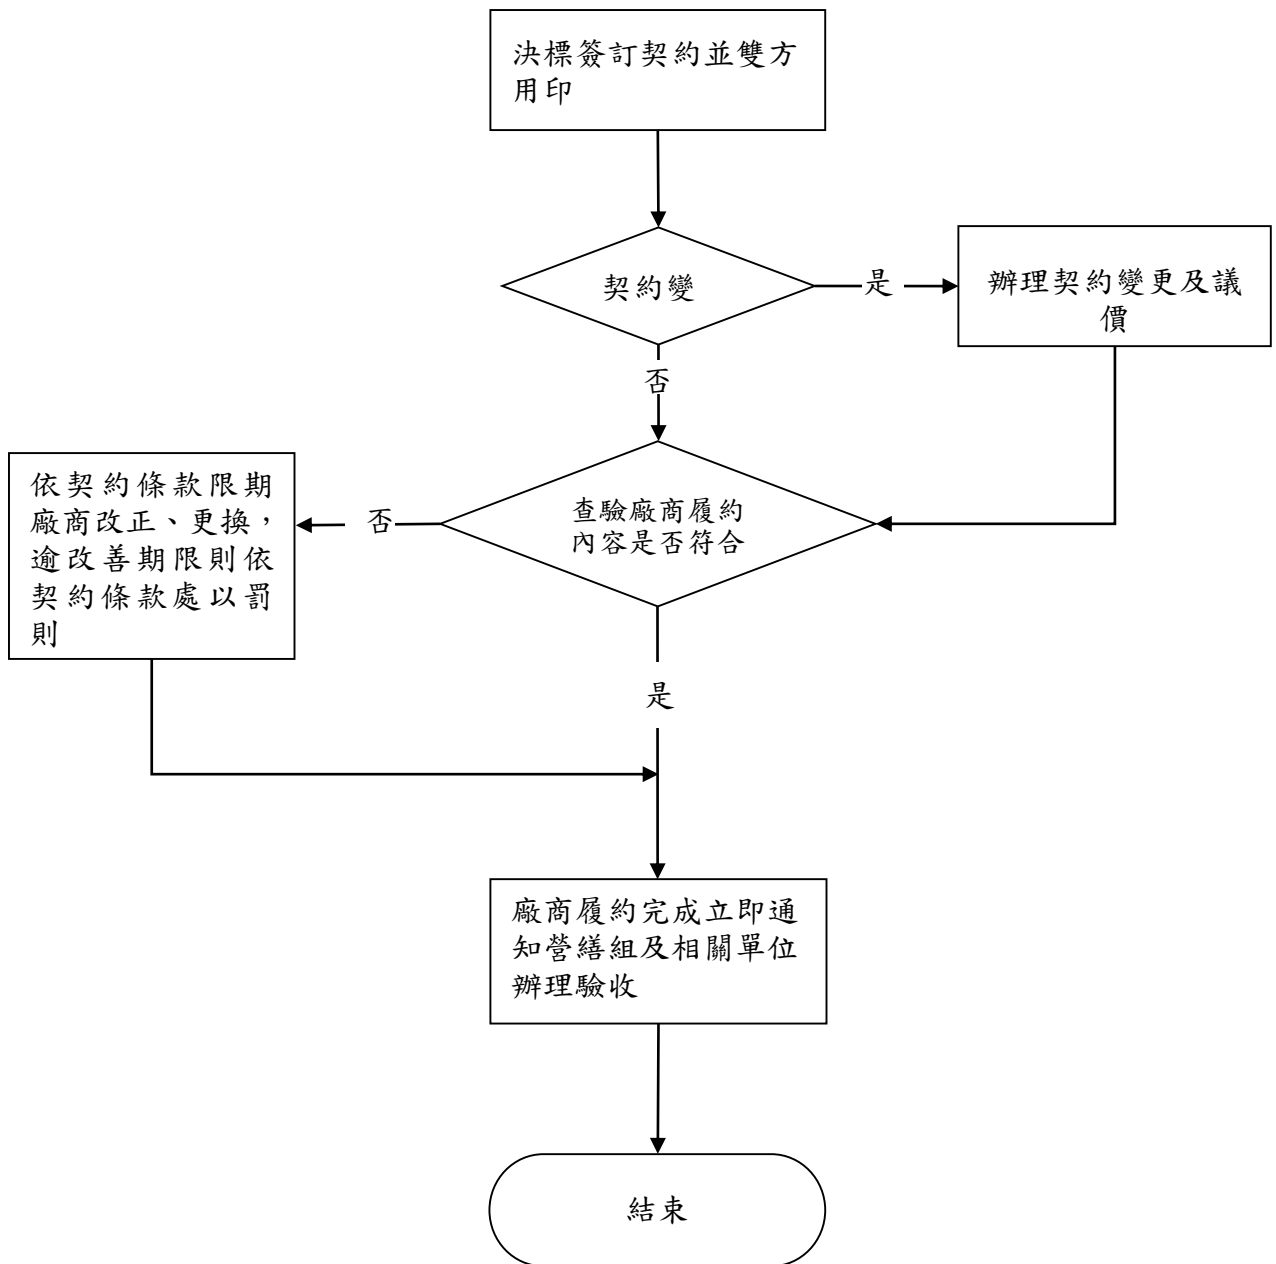 決標簽訂契約並雙方
用印
契約變
是
辦理契約變更及議
價
否
查驗廠商履約
內容是否符合
否
依契約條款限期
廠商改正、更換，
逾改善期限則依
契約條款處以罰
則
是
廠商履約完成立即通
知營繕組及相關單位
辦理驗收
結束